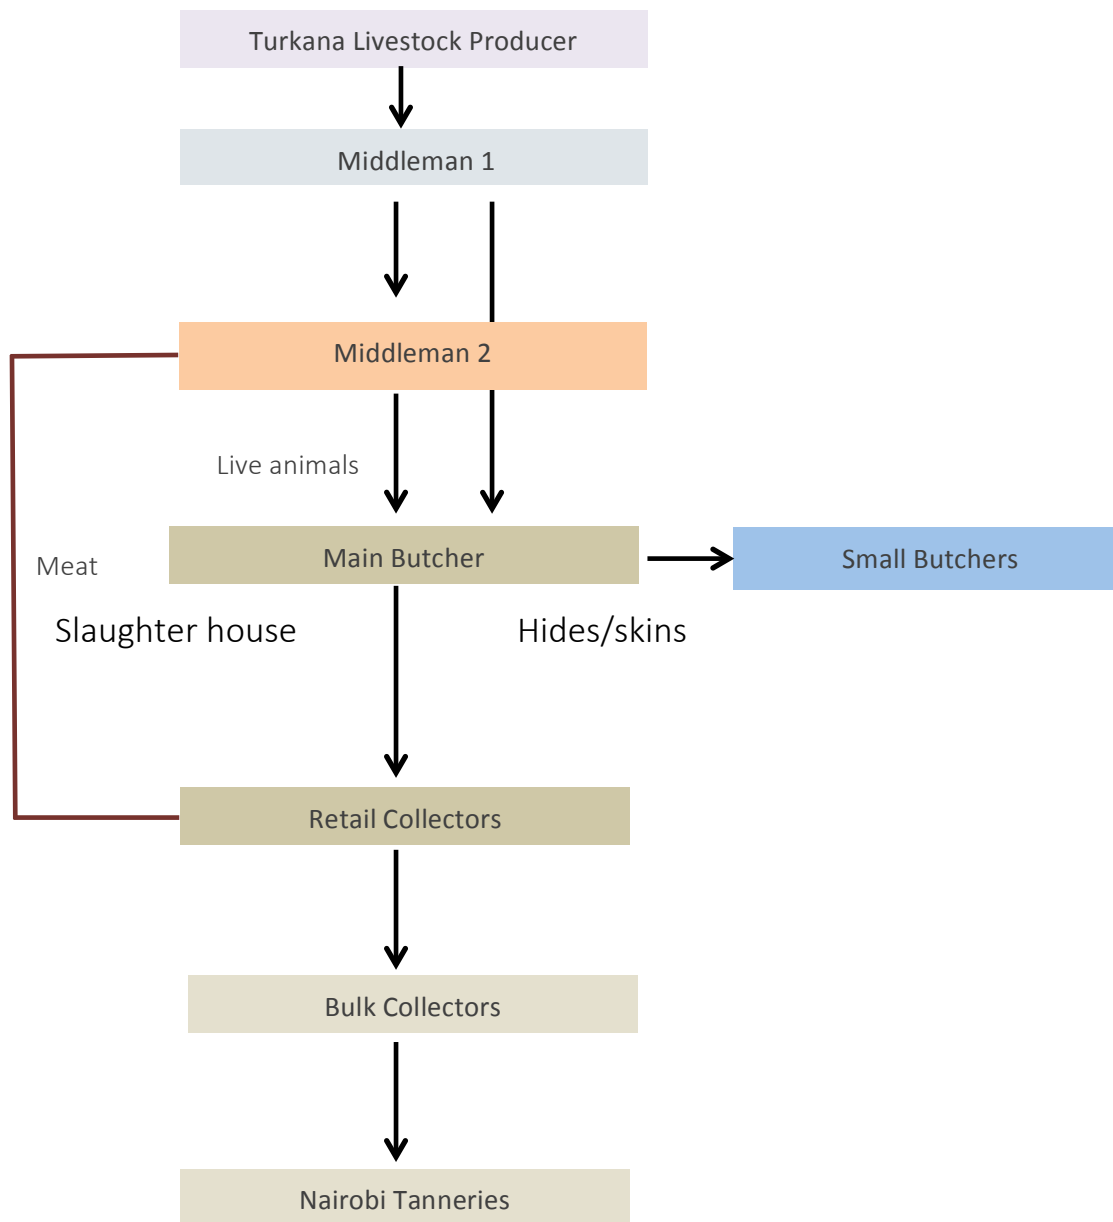 Turkana Livestock Producer
Middleman 1
Middleman 2
Live animals
Main Butcher
Small Butchers
Meat
Slaughter house
Hides/skins
Retail Collectors
Bulk Collectors
Nairobi Tanneries